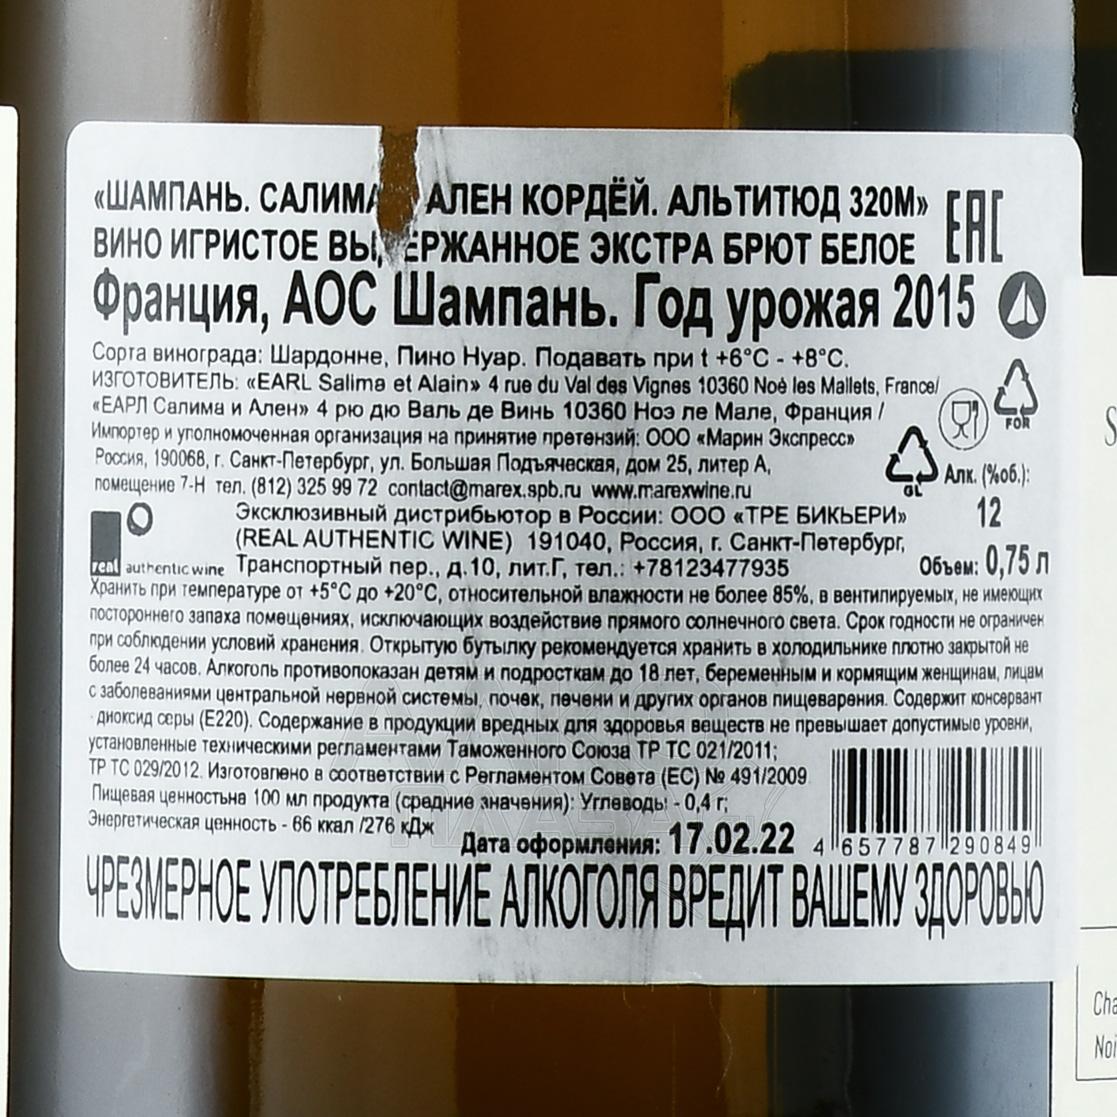 «ШАМПАНЬ. САЛИМА АЛЕН КОРДЁЙ. АЛЬТИТЮД 320М»
ВИНО ИГРИСТОЕ ВЫДЕРЖАННОЕ ЭКСТРА БРЮТ БЕЛОЕ
EAC
Франция, АОС Шампань. Год урожая 2015
Сорта винограда: Шардонне, Пино Нуар. Подавать при t +6°C - +8°C.
ИЗГОТОВИТЕЛЬ: «EARL Salima et Alain» 4 rue du Val des Vignes 10360 Noé les Mallets, France/
«ЕАРЛ Салима и Ален» 4 рю дю Валь де Винь 10360 Ноэ ле Мале, Франция /
FOR
Импортер и уполномоченная организация на принятие претензий: ООО «Марин Экспресс»
Россия, 190068, г. Санкт-Петербург, ул. Большая Подъяческая, дом 25, литер А,
помещение 7-Н тел. (812) 325 99 72 contact@marex.spb.ru www.marexwine.ru
GL
Алк. (%об.):
12
Объем: 0,75 л
real authentic wine
Эксклюзивный дистрибьютор в России: ООО «ТРЕ БИКЬЕРИ»
(REAL AUTHENTIC WINE) 191040, Россия, г. Санкт-Петербург,
Транспортный пер., д.10, лит.Г, тел.: +78123477935
Хранить при температуре от +5°C до +20°C, относительной влажности не более 85%, в вентилируемых, не имеющих
постороннего запаха помещениях, исключающих воздействие прямого солнечного света. Срок годности не ограничен
при соблюдении условий хранения. Открытую бутылку рекомендуется хранить в холодильнике плотно закрытой не
более 24 часов. Алкоголь противопоказан детям и подросткам до 18 лет, беременным и кормящим женщинам, лицам
с заболеваниями центральной нервной системы, почек, печени и других органов пищеварения. Содержит консервант
- диоксид серы (Е220). Содержание в продукции вредных для здоровья веществ не превышает допустимые уровни,
установленные техническими регламентами Таможенного Союза ТР ТС 021/2011;
ТР ТС 029/2012. Изготовлено в соответствии с Регламентом Совета (ЕС) № 491/2009
Пищевая ценностьна 100 мл продукта (средние значения): Углеводы - 0,4 г;
Энергетическая ценность - 66 ккал /276 кДж
Дата оформления: 17.02.22
4 657787 290849
ЧРЕЗМЕРНОЕ УПОТРЕБЛЕНИЕ АЛКОГОЛЯ ВРЕДИТ ВАШЕМУ ЗДОРОВЬЮ